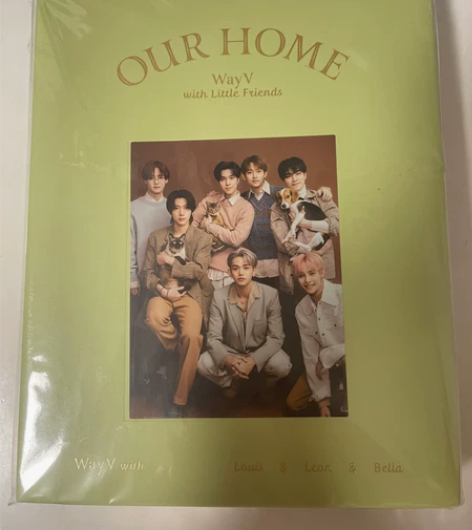 OUR HOME
WayV
with Little Friends
WayV with Louis & Leon & Bella